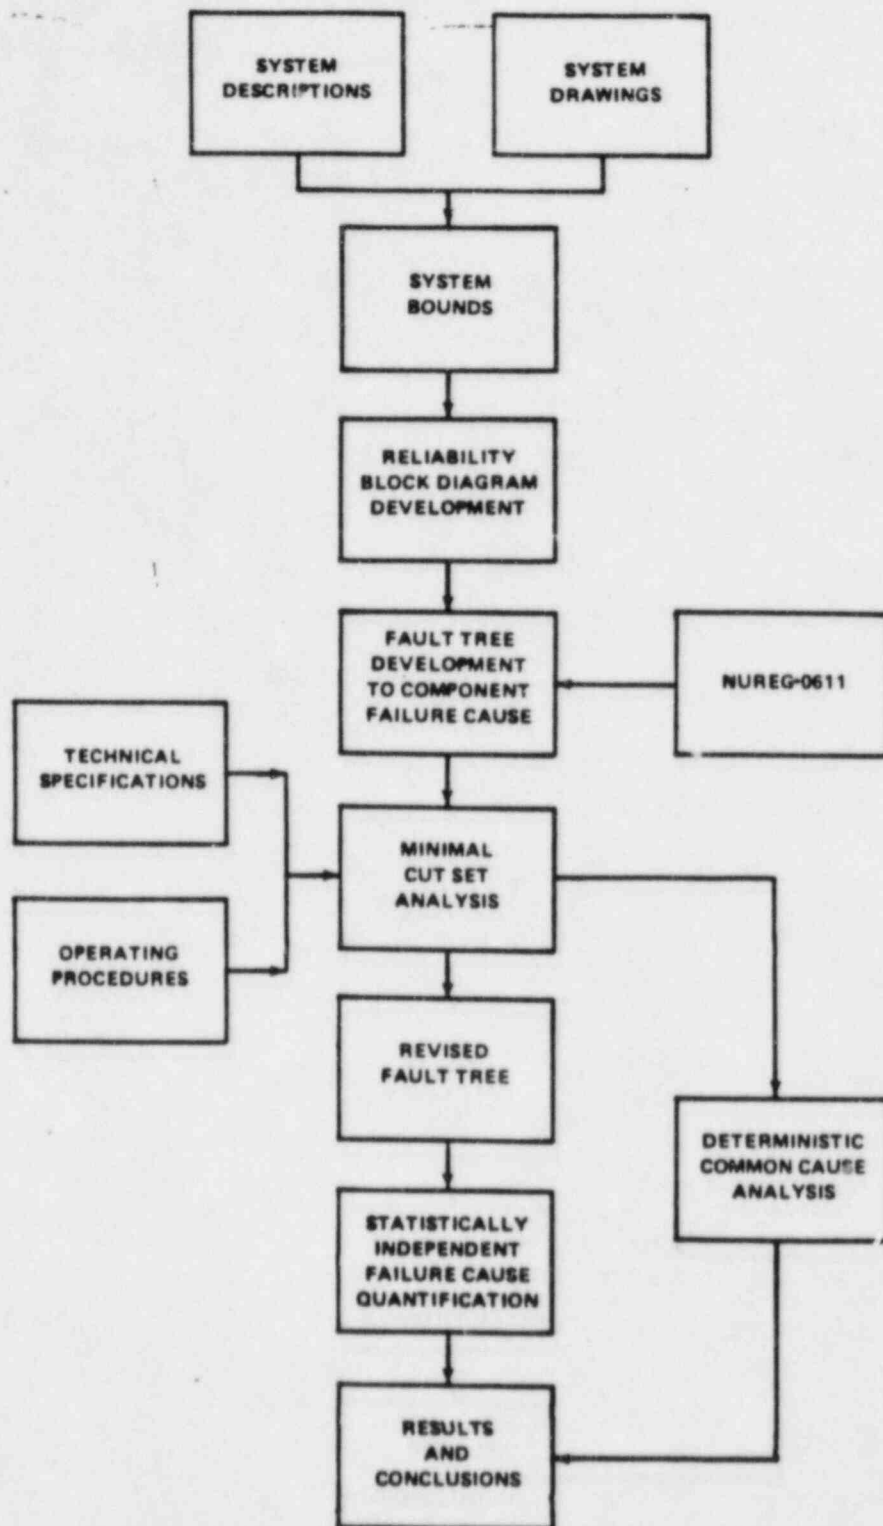 SYSTEM
DESCRIPTIONS
SYSTEM
DRAWINGS
SYSTEM
BOUNDS
RELIABILITY
BLOCK DIAGRAM
DEVELOPMENT
FAULT TREE
DEVELOPMENT
TO COMPONENT
FAILURE CAUSE
NUREG-0611
TECHNICAL
SPECIFICATIONS
MINIMAL
CUT SET
ANALYSIS
OPERATING
PROCEDURES
REVISED
FAULT TREE
DETERMINISTIC
COMMON CAUSE
ANALYSIS
STATISTICALLY
INDEPENDENT
FAILURE CAUSE
QUANTIFICATION
RESULTS
AND
CONCLUSIONS